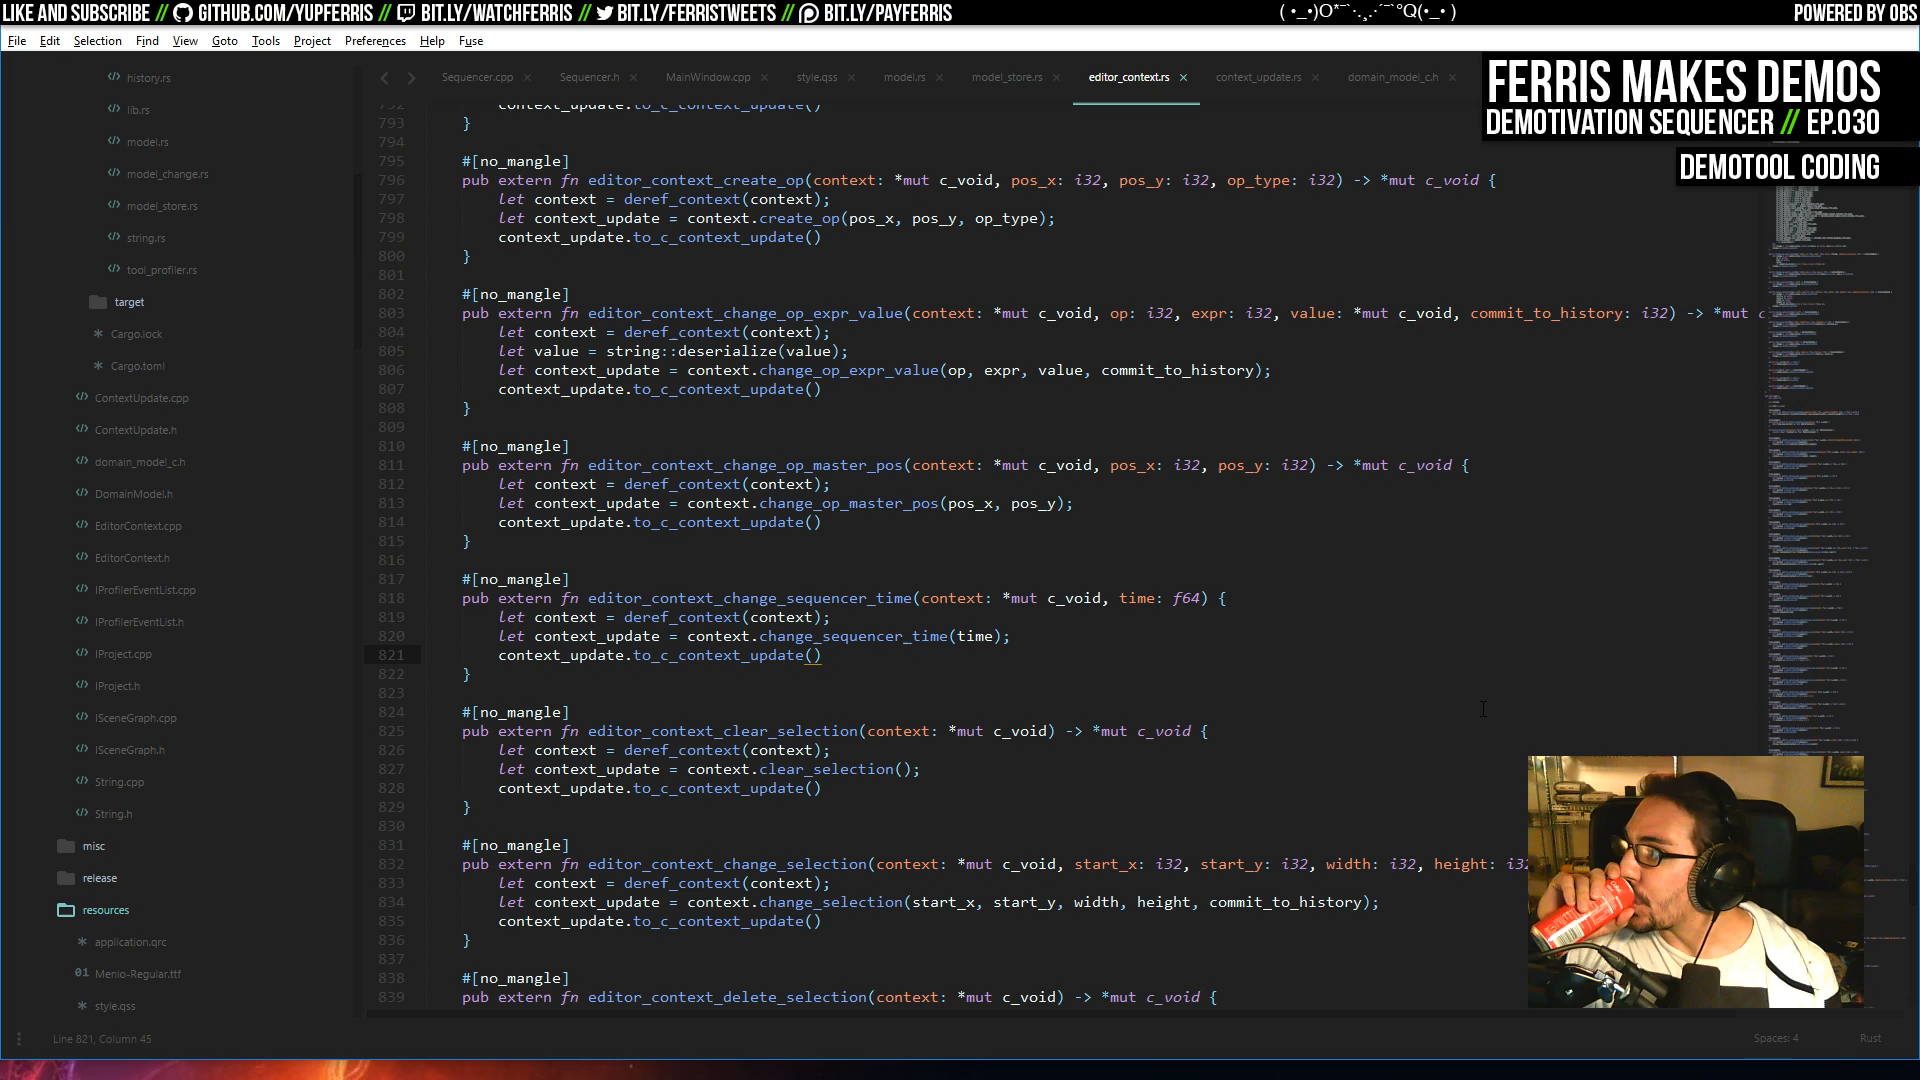 LIKE AND SUBSCRIBE // GITHUB.COM/YUPFERRIS // BIT.LY/WATCHFERRIS // BIT.LY/FERRISTWEETS // BIT.LY/PAYFERRIS
POWERED BY OBS
File Edit Selection Find View Goto Tools Project Preferences Help Fuse
FERRIS MAKES DEMOS
DEMOTIVATION SEQUENCER // EP.030
DEMOTOOL CODING
history.rs
lib.rs
model.rs
model_change.rs
model_store.rs
string.rs
tool_profiler.rs
target
Cargo.lock
Cargo.toml
ContextUpdate.cpp
ContextUpdate.h
domain_model_c.h
DomainModel.h
EditorContext.cpp
EditorContext.h
IProfilerEventList.cpp
IProfilerEventList.h
IProject.cpp
IProject.h
ISceneGraph.cpp
ISceneGraph.h
String.cpp
String.h
misc
release
resources
application.qrc
Menlo-Regular.ttf
style.qss
Sequencer.cpp Sequencer.h MainWindow.cpp style.qss model.rs model_store.rs editor_context.rs context_update.rs domain_model_c.h
792 context_update.to_c_context_update()
793 }
794
795 #[no_mangle]
796 pub extern fn editor_context_create_op(context: *mut c_void, pos_x: i32, pos_y: i32, op_type: i32) -> *mut c_void {
797 let context = deref_context(context);
798 let context_update = context.create_op(pos_x, pos_y, op_type);
799 context_update.to_c_context_update()
800 }
801
802 #[no_mangle]
803 pub extern fn editor_context_change_op_expr_value(context: *mut c_void, op: i32, expr: i32, value: *mut c_void, commit_to_history: i32) -> *mut c
804 let context = deref_context(context);
805 let value = string::deserialize(value);
806 let context_update = context.change_op_expr_value(op, expr, value, commit_to_history);
807 context_update.to_c_context_update()
808 }
809
810 #[no_mangle]
811 pub extern fn editor_context_change_op_master_pos(context: *mut c_void, pos_x: i32, pos_y: i32) -> *mut c_void {
812 let context = deref_context(context);
813 let context_update = context.change_op_master_pos(pos_x, pos_y);
814 context_update.to_c_context_update()
815 }
816
817 #[no_mangle]
818 pub extern fn editor_context_change_sequencer_time(context: *mut c_void, time: f64) {
819 let context = deref_context(context);
820 let context_update = context.change_sequencer_time(time);
821 context_update.to_c_context_update()
822 }
823
824 #[no_mangle]
825 pub extern fn editor_context_clear_selection(context: *mut c_void) -> *mut c_void {
826 let context = deref_context(context);
827 let context_update = context.clear_selection();
828 context_update.to_c_context_update()
829 }
830
831 #[no_mangle]
832 pub extern fn editor_context_change_selection(context: *mut c_void, start_x: i32, start_y: i32, width: i32, height: i32
833 let context = deref_context(context);
834 let context_update = context.change_selection(start_x, start_y, width, height, commit_to_history);
835 context_update.to_c_context_update()
836 }
837
838 #[no_mangle]
839 pub extern fn editor_context_delete_selection(context: *mut c_void) -> *mut c_void {
Line 821, Column 45
Spaces: 4
Rust